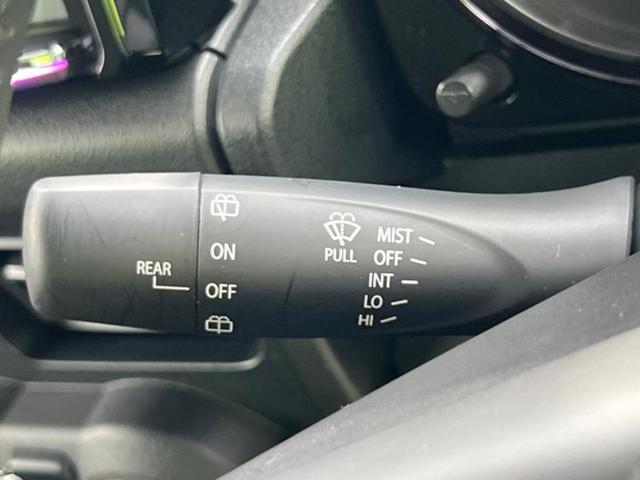 REAR
ON
OFF
PULL
MIST
OFF
INT
LO
HI